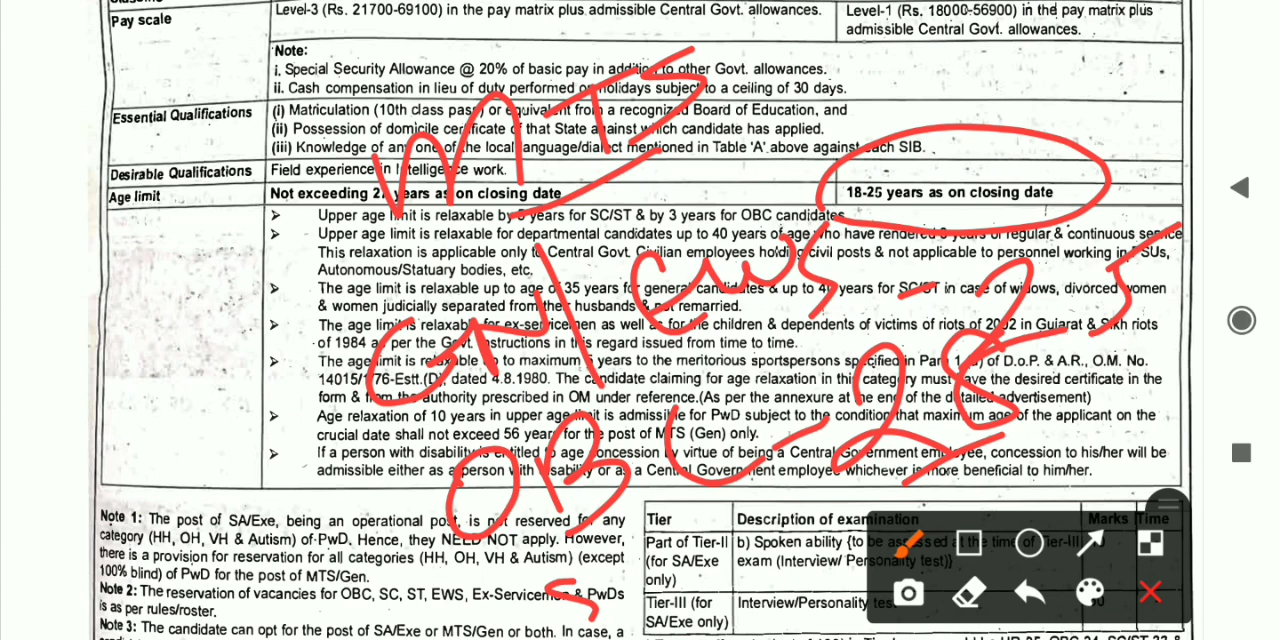 Pay scale
Level-3 (Rs. 21700-69100) in the pay matrix plus admissible Central Govt. allowances.
Level-1 (Rs. 18000-56900) in the pay matrix plus
admissible Central Govt. allowances.
Note:
i. Special Security Allowance @ 20% of basic pay in addition to other Govt. allowances.
ii. Cash compensation in lieu of duty performed on holidays subject to a ceiling of 30 days.
Essential Qualifications
(i) Matriculation (10th class pass) or equivalent from a recognized Board of Education, and
(ii) Possession of domicile certificate of that State against which candidate has applied.
(iii) Knowledge of any one of the local language/dialect mentioned in Table 'A' above against each SIB.
Desirable Qualifications
Field experience in Intelligence work.
Age limit
Not exceeding 2 years as on closing date
18-25 years as on closing date
➢ Upper age limit is relaxable by 5 years for SC/ST & by 3 years for OBC candidates
➢ Upper age limit is relaxable for departmental candidates up to 40 years of age who have rendered years of regular & continuous service
This relaxation is applicable only to Central Govt. Civilian employees holding civil posts & not applicable to personnel working in PSUs,
Autonomous/Statuary bodies, etc.
➢ The age limit is relaxable up to age of 35 years for general candidates & up to 40 years for SC/ST in case of widows, divorced women
& women judicially separated from their husbands & not remarried.
➢ The age limit is relaxable for ex-servicemen as well as for the children & dependents of victims of riots of 2002 in Gujarat & Sikh riots
of 1984 as per the Govt. instructions in this regard issued from time to time.
➢ The age limit is relaxable up to maximum 5 years to the meritorious sportspersons specified in Para 1 of D.o.P. & A.R., O.M. No.
14015/1/76-Estt.(D), dated 4.8.1980. The candidate claiming for age relaxation in this category must have the desired certificate in the
form & from the authority prescribed in OM under reference.(As per the annexure at the end of the detailed advertisement)
➢ Age relaxation of 10 years in upper age limit is admissible for PwD subject to the condition that maximum age of the applicant on the
crucial date shall not exceed 56 years for the post of MTS (Gen) only.
➢ If a person with disability is entitled to age concession by virtue of being a Central Government employee, concession to his/her will be
admissible either as a person with disability or as a Central Government employee whichever is more beneficial to him/her.
MTS
GN/EWS - 25
OBC - 28
S
Note 1: The post of SA/Exe, being an operational post, is not reserved for any
category (HH, OH, VH & Autism) of PwD. Hence, they NEED NOT apply. However,
there is a provision for reservation for all categories (HH, OH, VH & Autism) (except
100% blind) of PwD for the post of MTS/Gen.
Note 2: The reservation of vacancies for OBC, SC, ST, EWS, Ex-Servicemen & PwDs
is as per rules/roster.
Note 3: The candidate can opt for the post of SA/Exe or MTS/Gen or both. In case, a
Tier Description of examination Marks Time
Part of Tier-II
(for SA/Exe
only)
b) Spoken ability {to be assessed at the time of Tier-III
exam (Interview/ Personality test)}
Tier-III (for
SA/Exe only)
Interview/Personality test